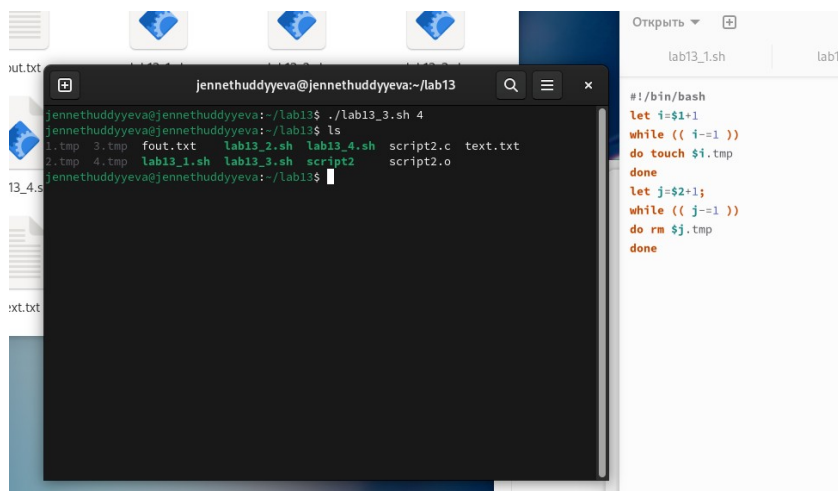 Открыть
lab13_1.sh
out.txt
jennethuddyyeva@jennethuddyyeva:~/lab13
jennethuddyyeva@jennethuddyyeva:~/lab13$ ./lab13_3.sh 4
jennethuddyyeva@jennethuddyyeva:~/lab13$ ls
1.tmp 3.tmp fout.txt lab13_2.sh lab13_4.sh script2.c text.txt
2.tmp 4.tmp lab13_1.sh lab13_3.sh script2 script2.o
jennethuddyyeva@jennethuddyyeva:~/lab13$
13_4.s
ext.txt
#!/bin/bash
let i=$1+1
while (( i-=1 ))
do touch $i.tmp
done
let j=$2+1;
while (( j-=1 ))
do rm $j.tmp
done